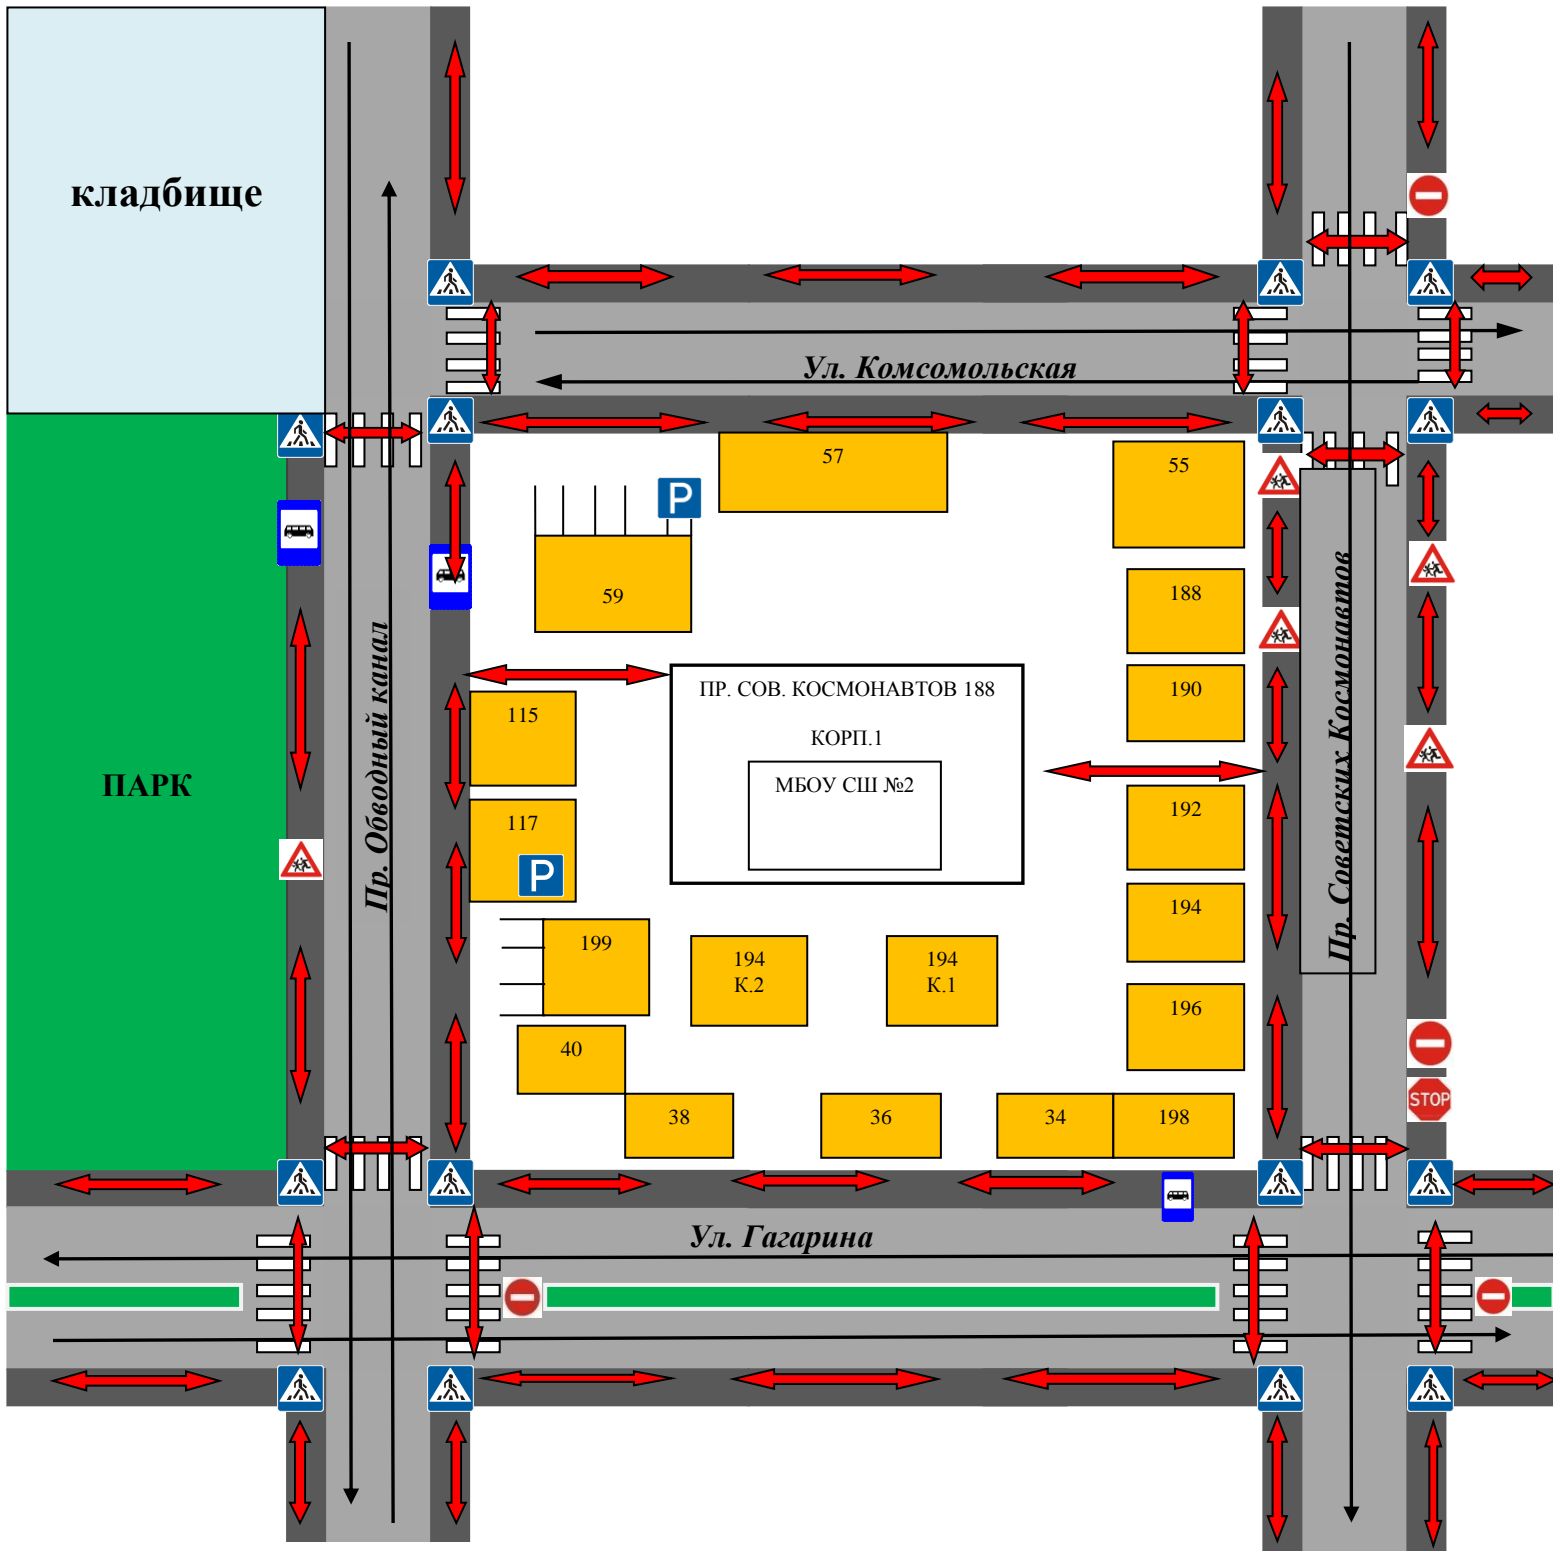 кладбище
Ул. Комсомольская
57
55
P
59
188
Пр. Обводный канал
Пр. Советских Космонавтов
ПР. СОВ. КОСМОНАВТОВ 188
КОРП.1
МБОУ СШ №2
190
115
ПАРК
117
P
192
194
199
194
К.2
194
К.1
196
40
38
36
34
198
STOP
Ул. Гагарина